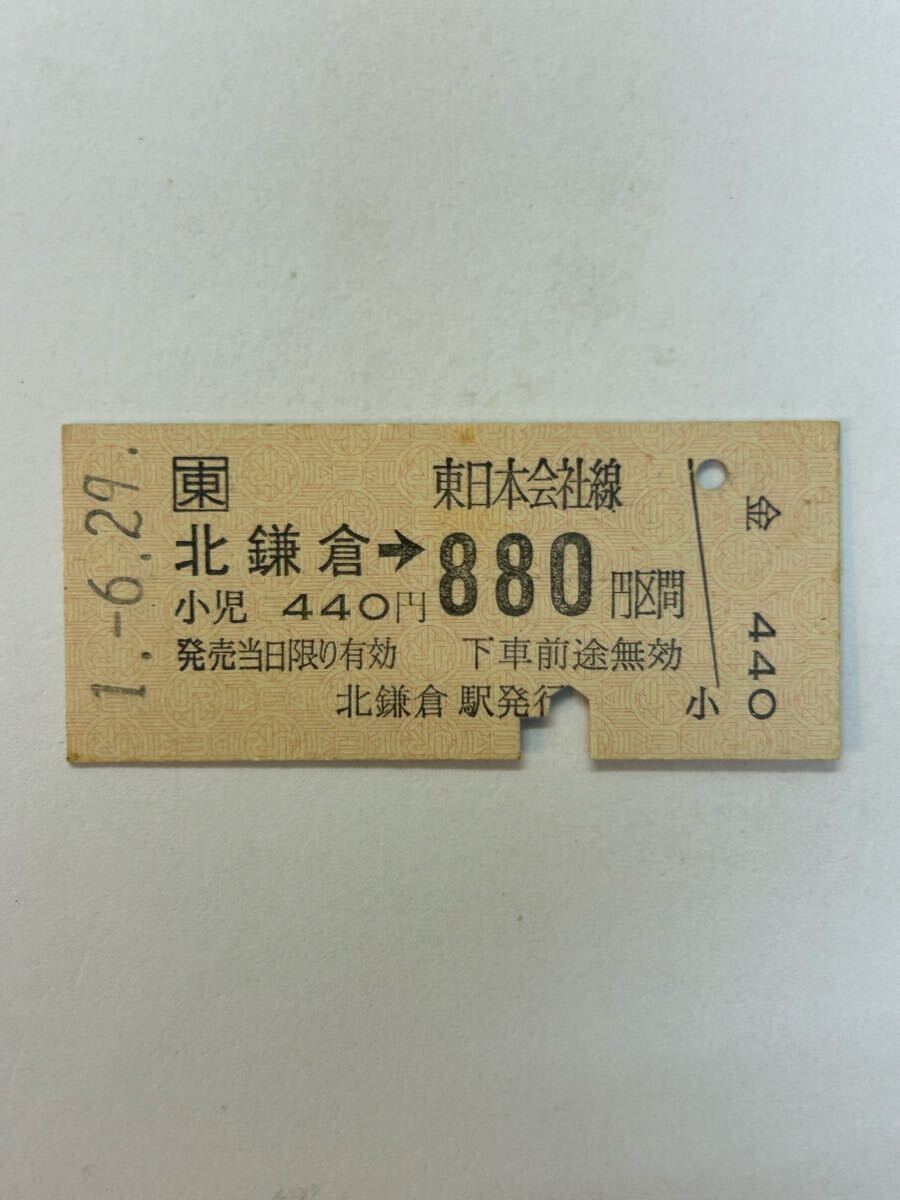 1.-6.29.
東
東日本会社線
北鎌倉→880円区間
小児 440円
発売当日限り有効 下車前途無効
北鎌倉駅発行
小
金 440